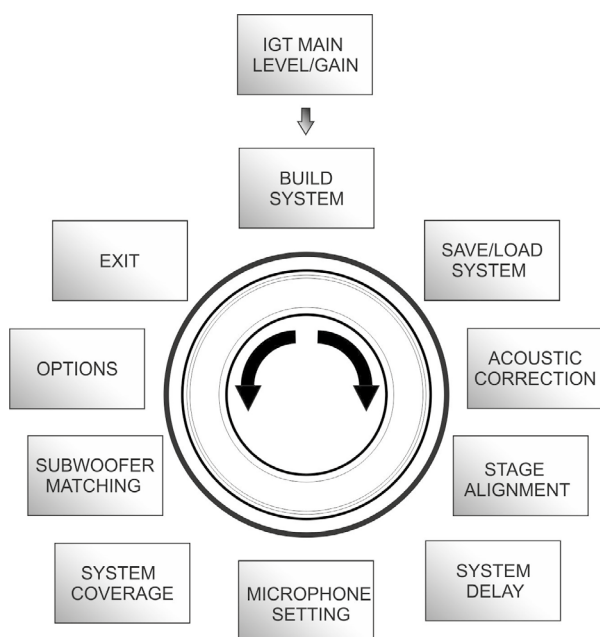 IGT MAIN
LEVEL/GAIN
BUILD
SYSTEM
EXIT
SAVE/LOAD
SYSTEM
OPTIONS
ACOUSTIC
CORRECTION
SUBWOOFER
MATCHING
STAGE
ALIGNMENT
SYSTEM
COVERAGE
MICROPHONE
SETTING
SYSTEM
DELAY